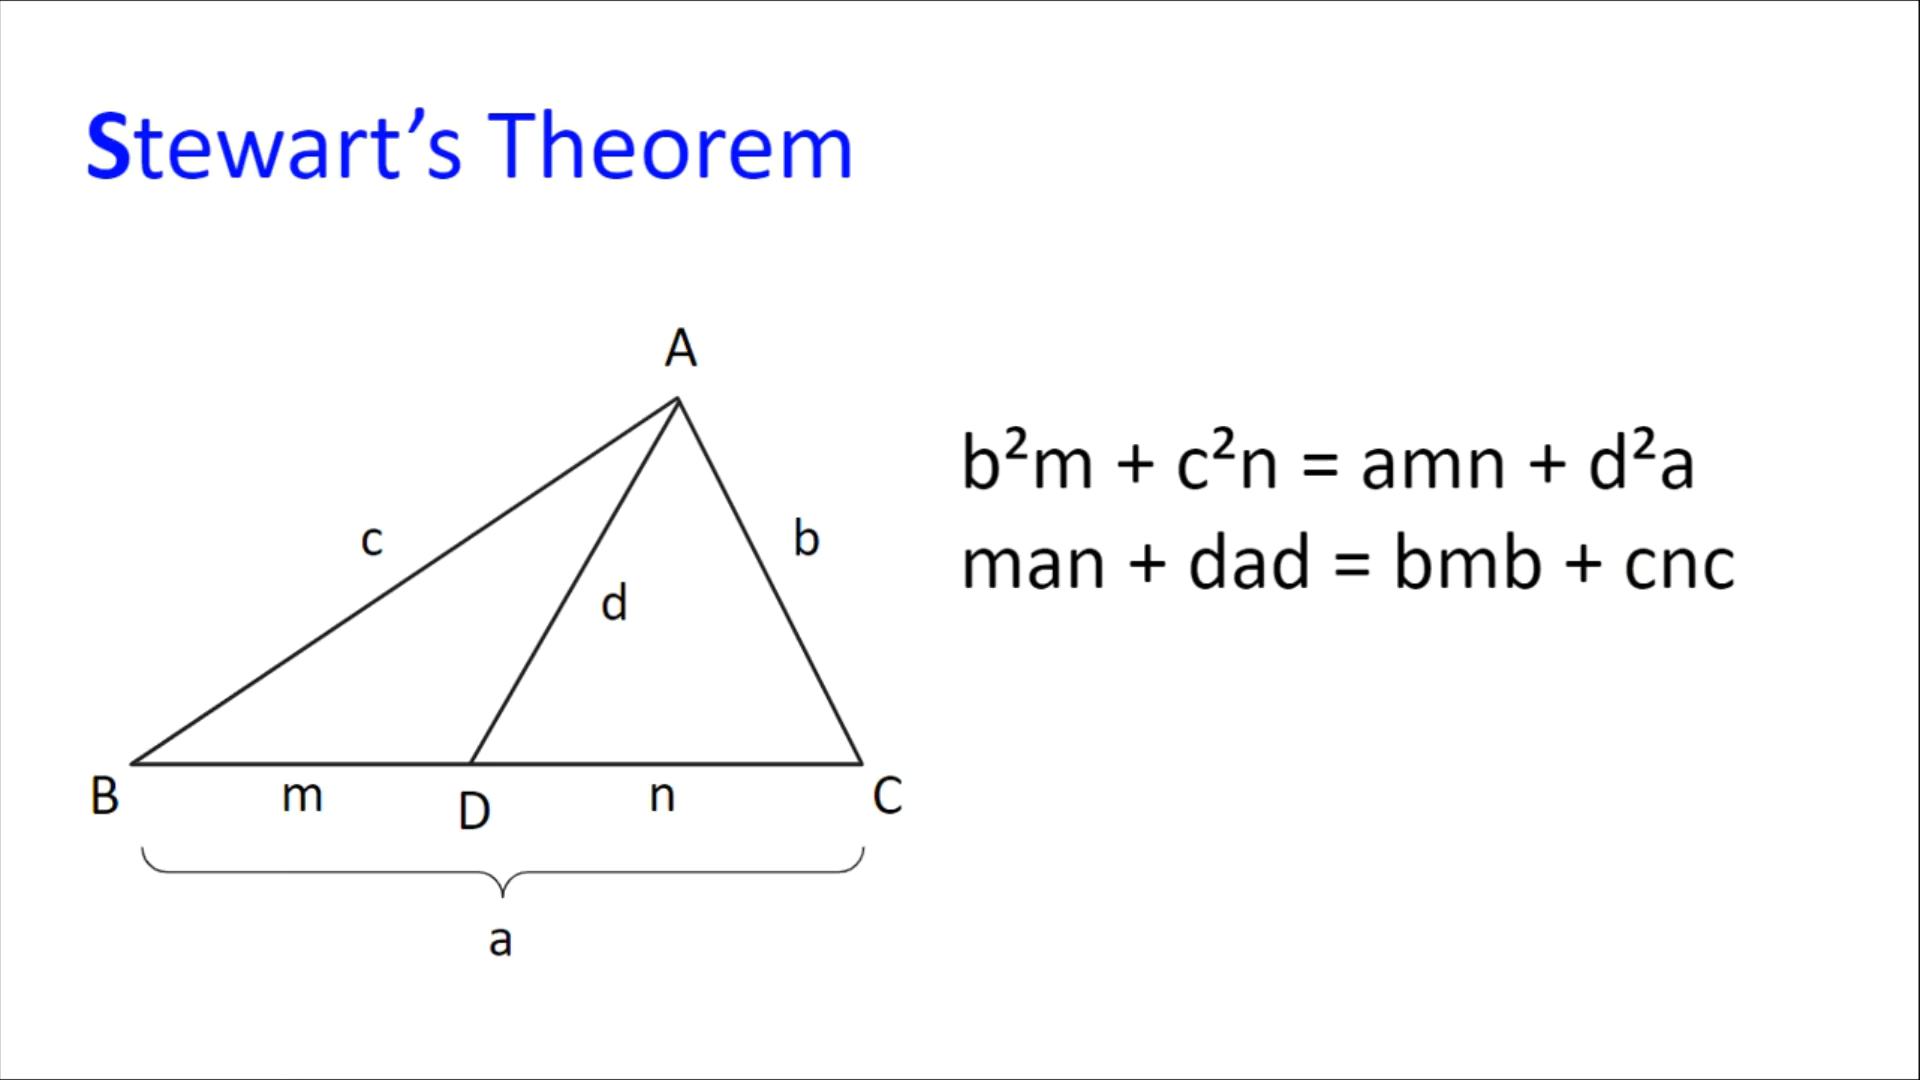 Stewart’s Theorem
A
b²m + c²n = amn + d²a
c
b
man + dad = bmb + cnc
d
B m D n C
a